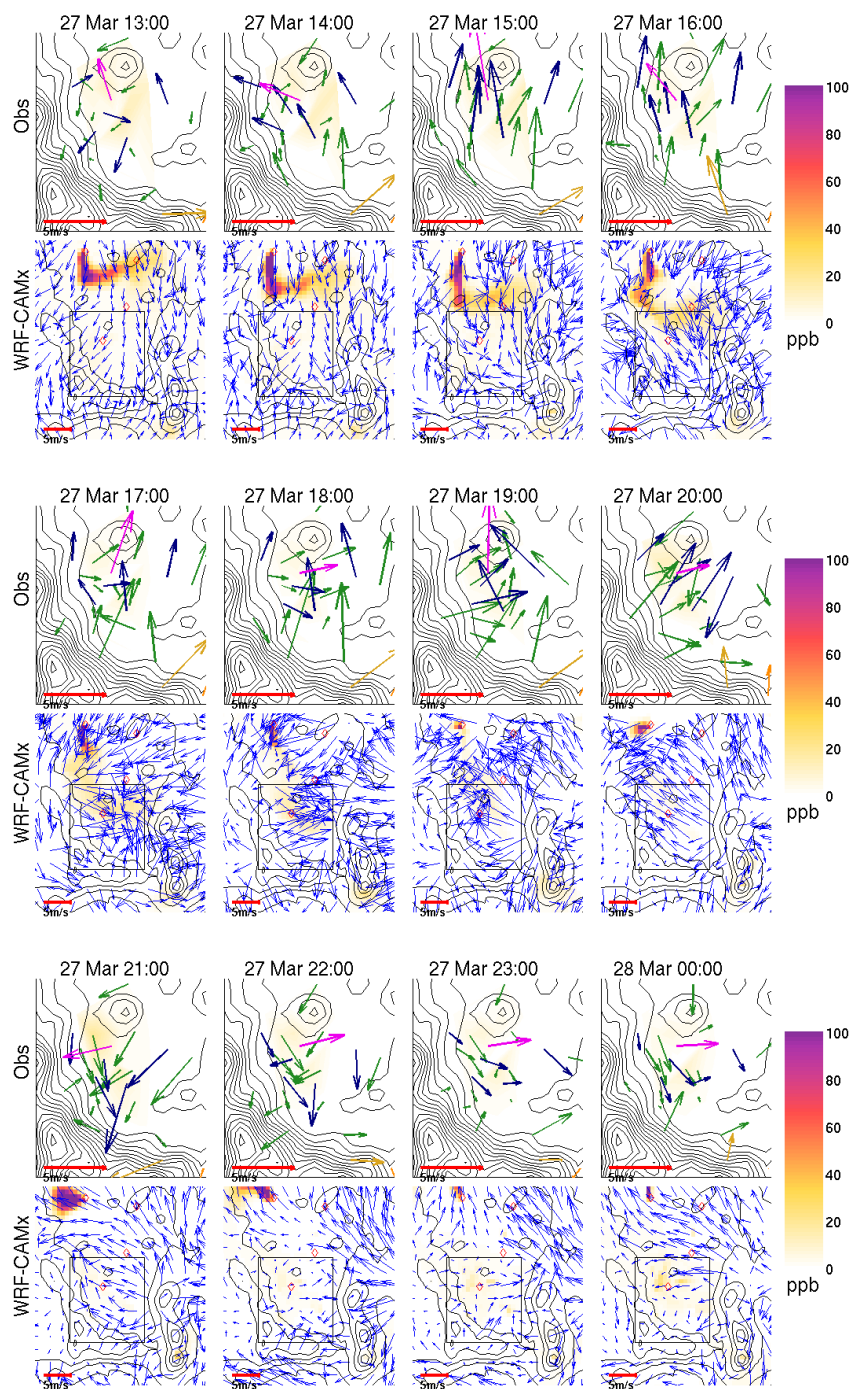 27 Mar 13:00 27 Mar 14:00 27 Mar 15:00 27 Mar 16:00
Obs
5m/s 5m/s 5m/s 5m/s
WRF-CAMx
5m/s 5m/s 5m/s 5m/s
100
80
60
40
20
0
ppb
27 Mar 17:00 27 Mar 18:00 27 Mar 19:00 27 Mar 20:00
Obs
5m/s 5m/s 5m/s 5m/s
WRF-CAMx
5m/s 5m/s 5m/s 5m/s
100
80
60
40
20
0
ppb
27 Mar 21:00 27 Mar 22:00 27 Mar 23:00 28 Mar 00:00
Obs
5m/s 5m/s 5m/s 5m/s
WRF-CAMx
5m/s 5m/s 5m/s 5m/s
100
80
60
40
20
0
ppb